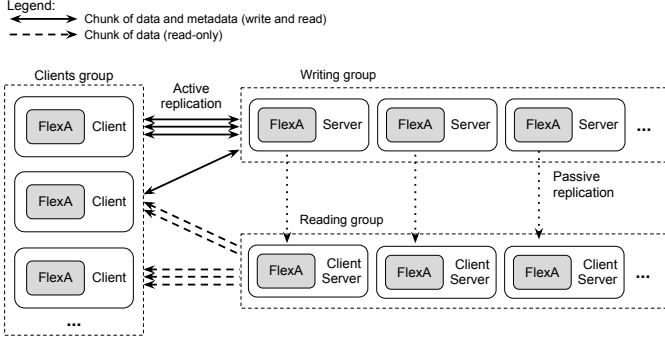 Legend:
Chunk of data and metadata (write and read)
Chunk of data (read-only)
Clients group
Active
replication
Writing group
FlexA Client
FlexA Server
FlexA Server
FlexA Server
...
FlexA Client
Passive
replication
Reading group
FlexA Client
FlexA Client
Server
FlexA Client
Server
FlexA Client
Server
...
...